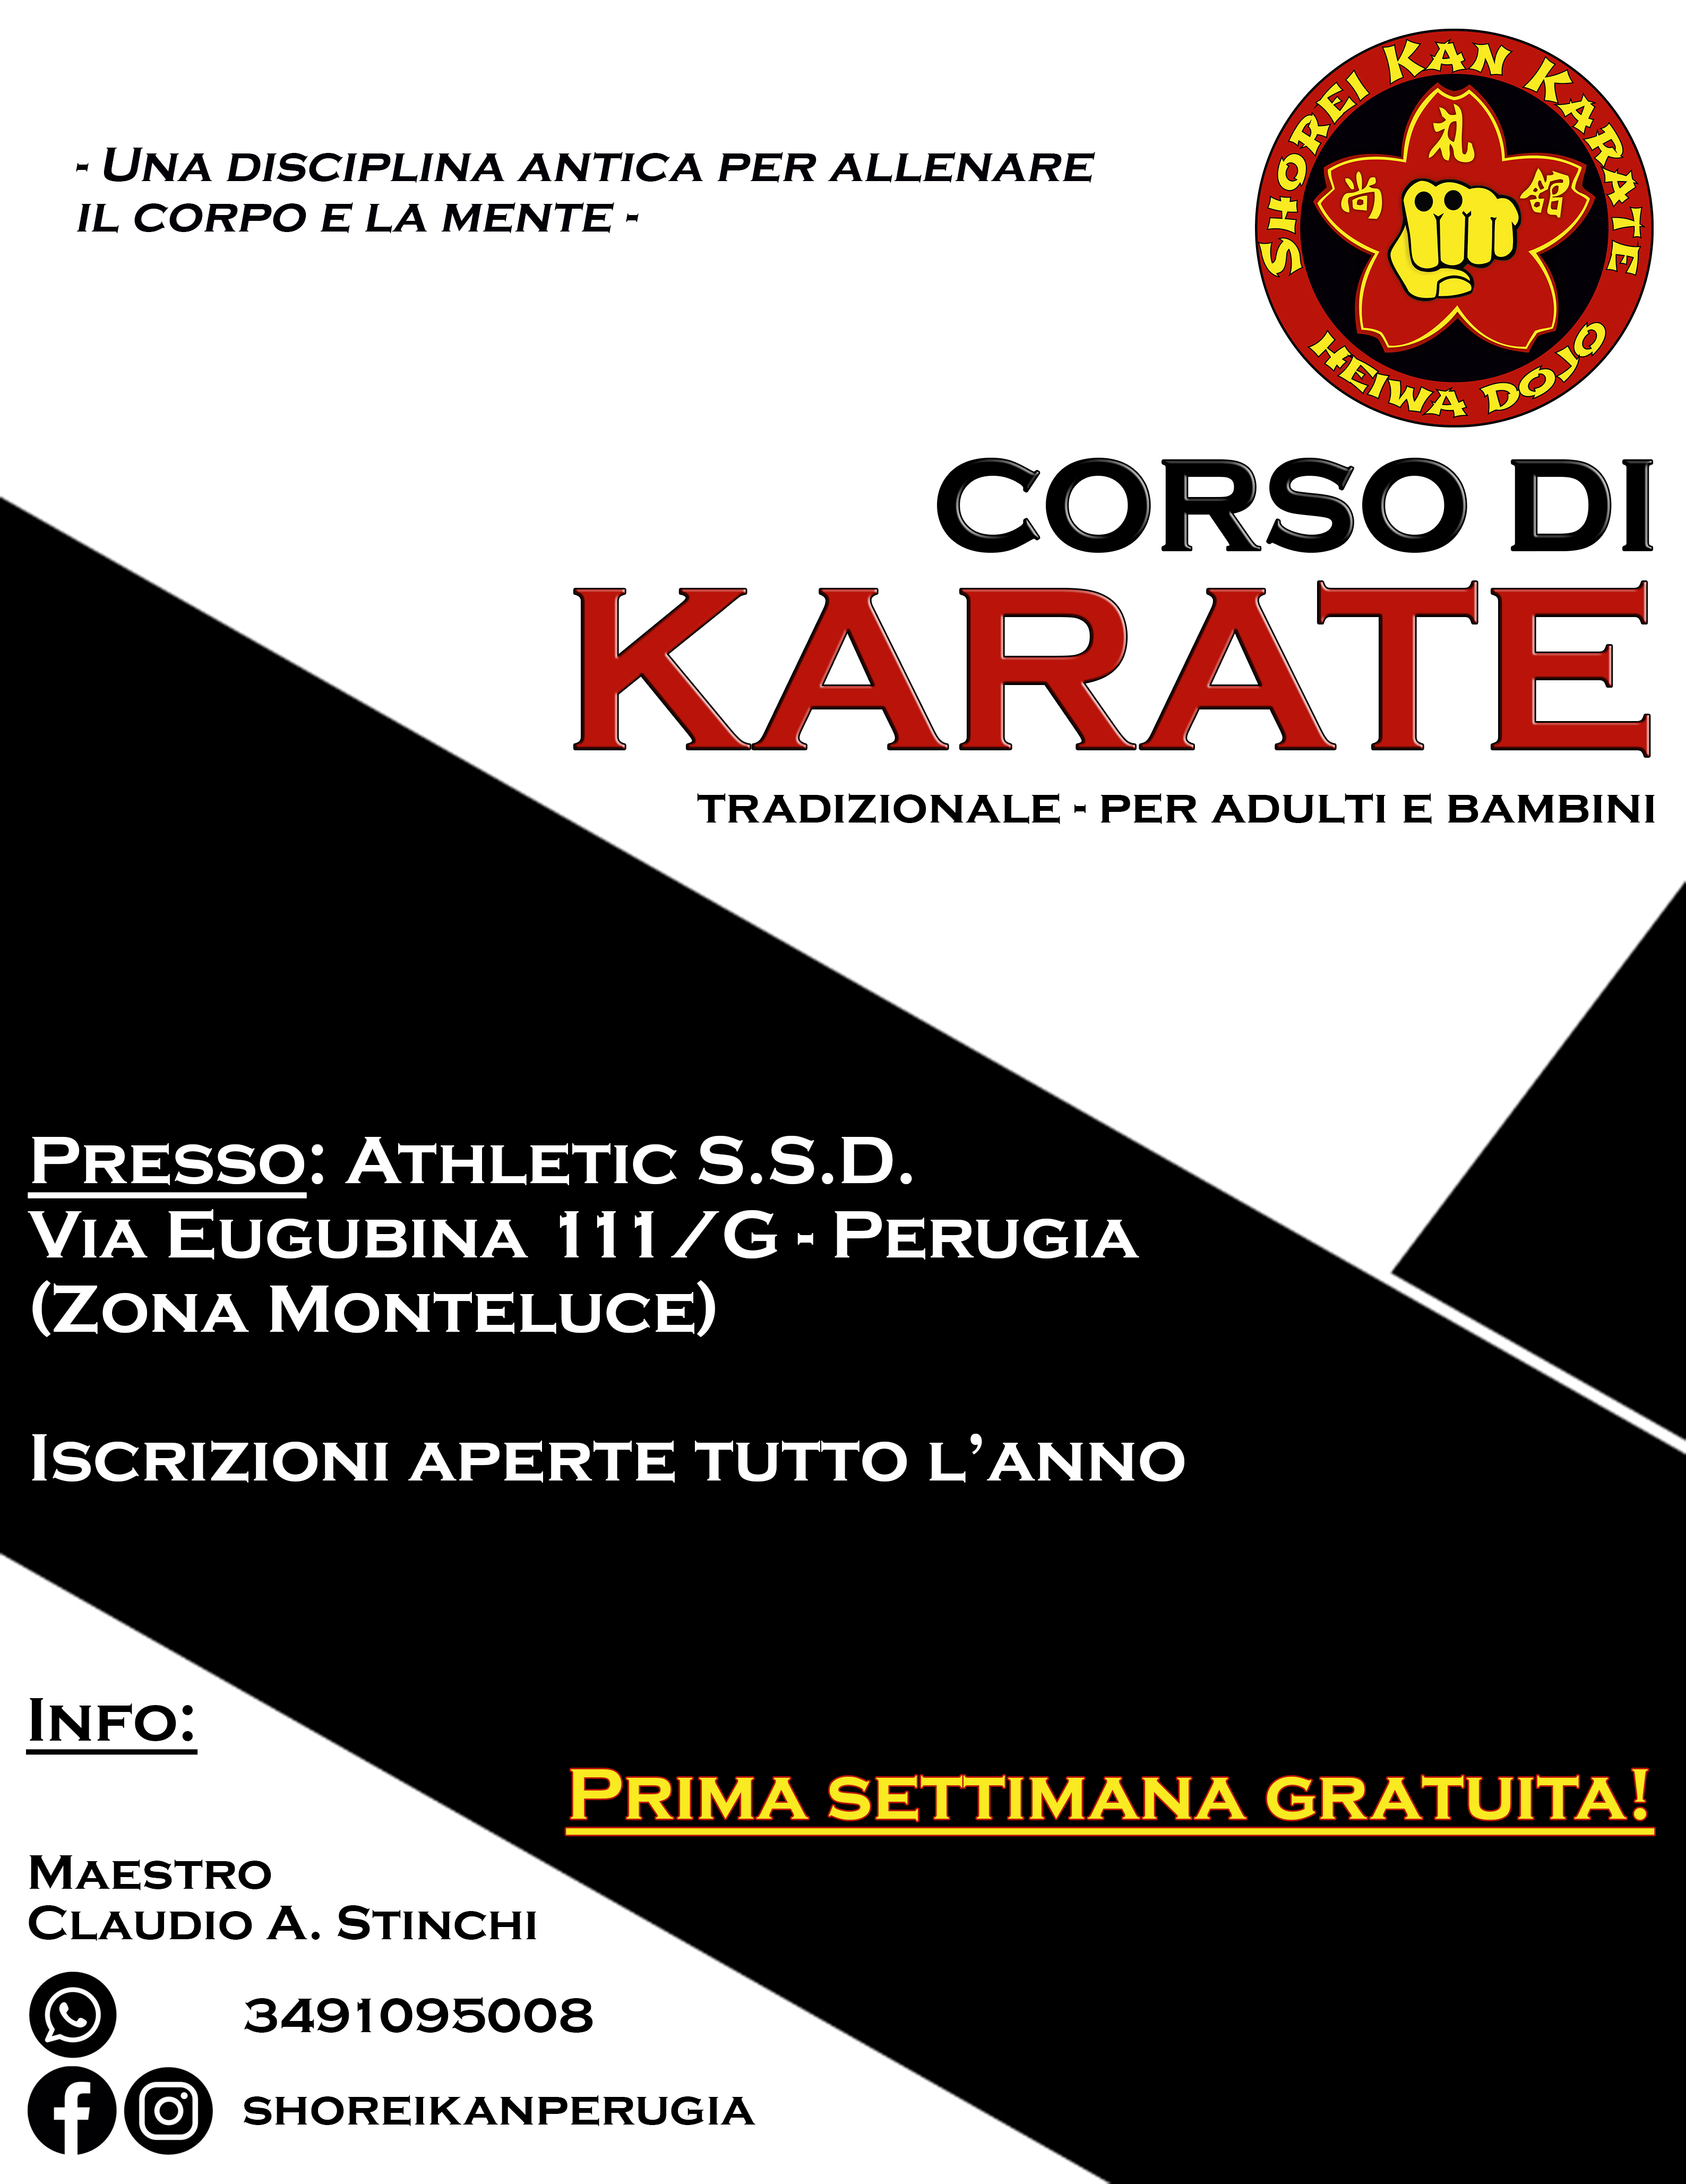 - Una disciplina antica per allenare
il corpo e la mente -
Shorei Kan Karate
礼
尚
館
Heiwa Dojo
CORSO DI
KARATE
TRADIZIONALE - PER ADULTI E BAMBINI
Presso: Athletic S.S.D.
Via Eugubina 111/G - Perugia
(Zona Monteluce)
Iscrizioni aperte tutto l'anno
Info:
Prima settimana gratuita!
Maestro
Claudio A. Stinchi
3491095008
shoreikanperugia